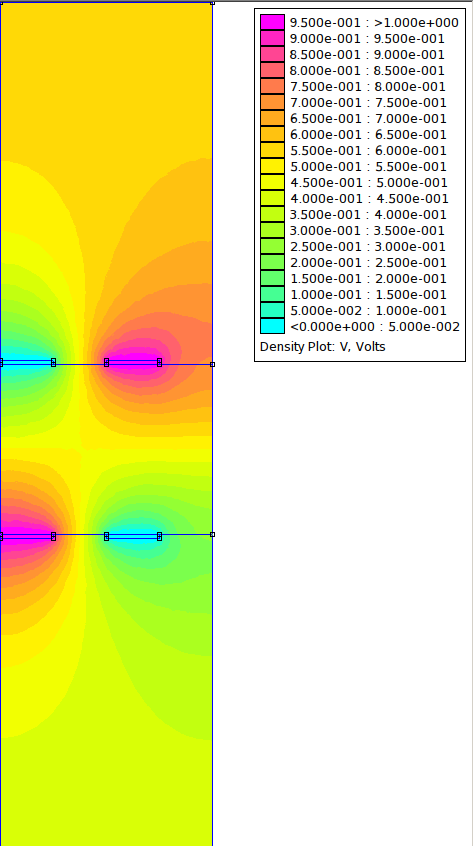 9.500e-001 : >1.000e+000
9.000e-001 : 9.500e-001
8.500e-001 : 9.000e-001
8.000e-001 : 8.500e-001
7.500e-001 : 8.000e-001
7.000e-001 : 7.500e-001
6.500e-001 : 7.000e-001
6.000e-001 : 6.500e-001
5.500e-001 : 6.000e-001
5.000e-001 : 5.500e-001
4.500e-001 : 5.000e-001
4.000e-001 : 4.500e-001
3.500e-001 : 4.000e-001
3.000e-001 : 3.500e-001
2.500e-001 : 3.000e-001
2.000e-001 : 2.500e-001
1.500e-001 : 2.000e-001
1.000e-001 : 1.500e-001
5.000e-002 : 1.000e-001
<0.000e+000 : 5.000e-002
Density Plot: V, Volts